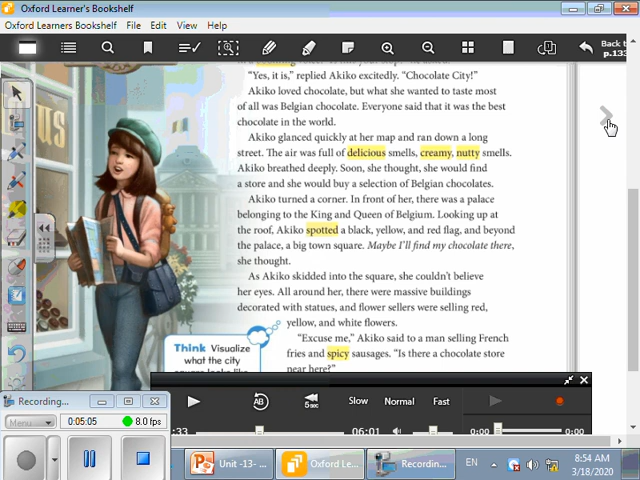 Oxford Learner's Bookshelf
Oxford Learners Bookshelf File Edit View Help
Back t
p.133
"Yes, it is," replied Akiko excitedly. "Chocolate City!"
Akiko loved chocolate, but what she wanted to taste most
of all was Belgian chocolate. Everyone said that it was the best
chocolate in the world.
Akiko glanced quickly at her map and ran down a long
street. The air was full of delicious smells, creamy, nutty smells.
Akiko breathed deeply. Soon, she thought, she would find
a store and she would buy a selection of Belgian chocolates.
Akiko turned a corner. In front of her, there was a palace
belonging to the King and Queen of Belgium. Looking up at
the roof, Akiko spotted a black, yellow, and red flag, and beyond
the palace, a big town square. Maybe I'll find my chocolate there,
she thought.
As Akiko skidded into the square, she couldn't believe
her eyes. All around her, there were massive buildings
decorated with statues, and flower sellers were selling red,
yellow, and white flowers.
"Excuse me," Akiko said to a man selling French
fries and spicy sausages. "Is there a chocolate store
near here?"
Think Visualize
what the city
square looks like
AB 5 sec Slow Normal Fast
:33 06:01 0:00 0:00
Recording...
Menu 0:05:05 8.0 fps
Unit -13- ... Oxford Le... Recording... EN 8:54 AM
3/18/2020